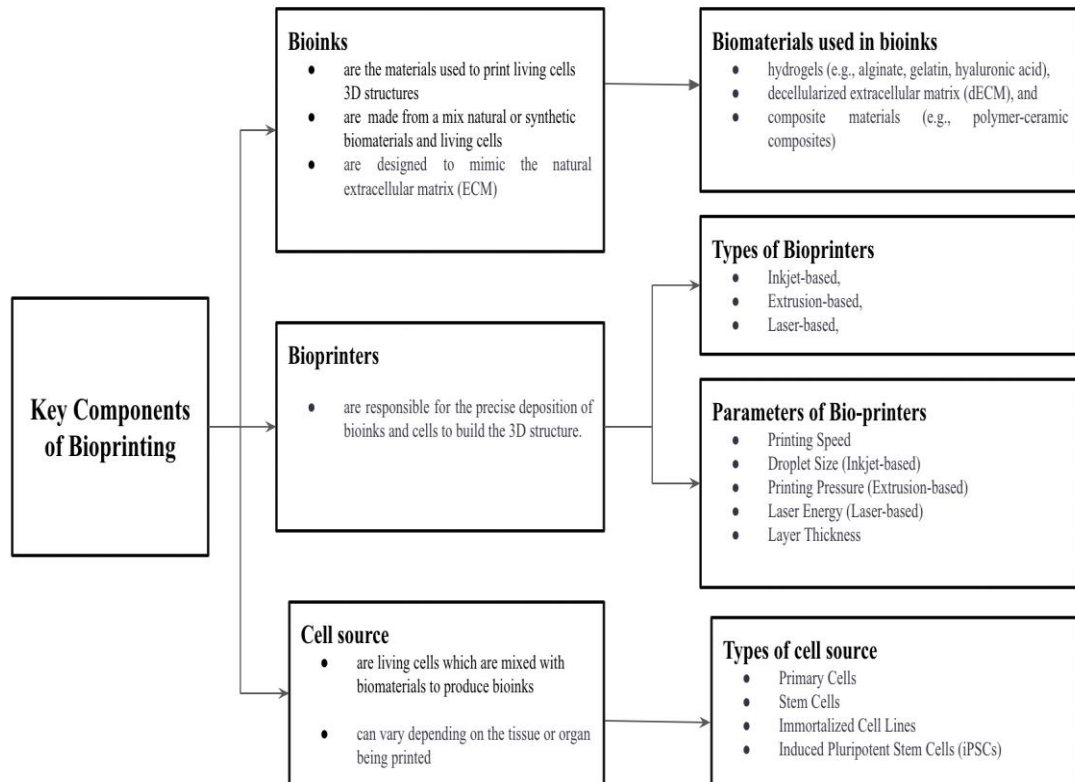 Key Components
of Bioprinting
Bioinks
● are the materials used to print living cells
3D structures
● are made from a mix natural or synthetic
biomaterials and living cells
● are designed to mimic the natural
extracellular matrix (ECM)
Biomaterials used in bioinks
● hydrogels (e.g., alginate, gelatin, hyaluronic acid),
● decellularized extracellular matrix (dECM), and
● composite materials (e.g., polymer-ceramic
composites)
Bioprinters
● are responsible for the precise deposition of
bioinks and cells to build the 3D structure.
Types of Bioprinters
● Inkjet-based,
● Extrusion-based,
● Laser-based,
Parameters of Bio-printers
● Printing Speed
● Droplet Size (Inkjet-based)
● Printing Pressure (Extrusion-based)
● Laser Energy (Laser-based)
● Layer Thickness
Cell source
● are living cells which are mixed with
biomaterials to produce bioinks
● can vary depending on the tissue or organ
being printed
Types of cell source
● Primary Cells
● Stem Cells
● Immortalized Cell Lines
● Induced Pluripotent Stem Cells (iPSCs)